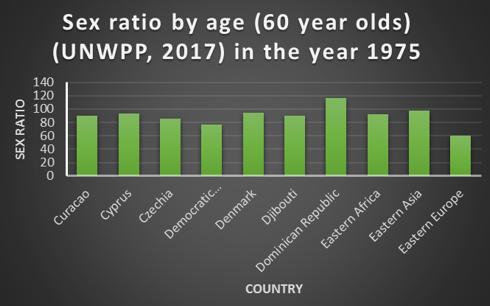 Sex ratio by age (60 year olds)
(UNWPP, 2017) in the year 1975
SEX RATIO
140
120
100
80
60
40
20
0
Curacao
Cyprus
Czechia
Democratic...
Denmark
Djibouti
Dominican Republic
Eastern Africa
Eastern Asia
Eastern Europe
COUNTRY